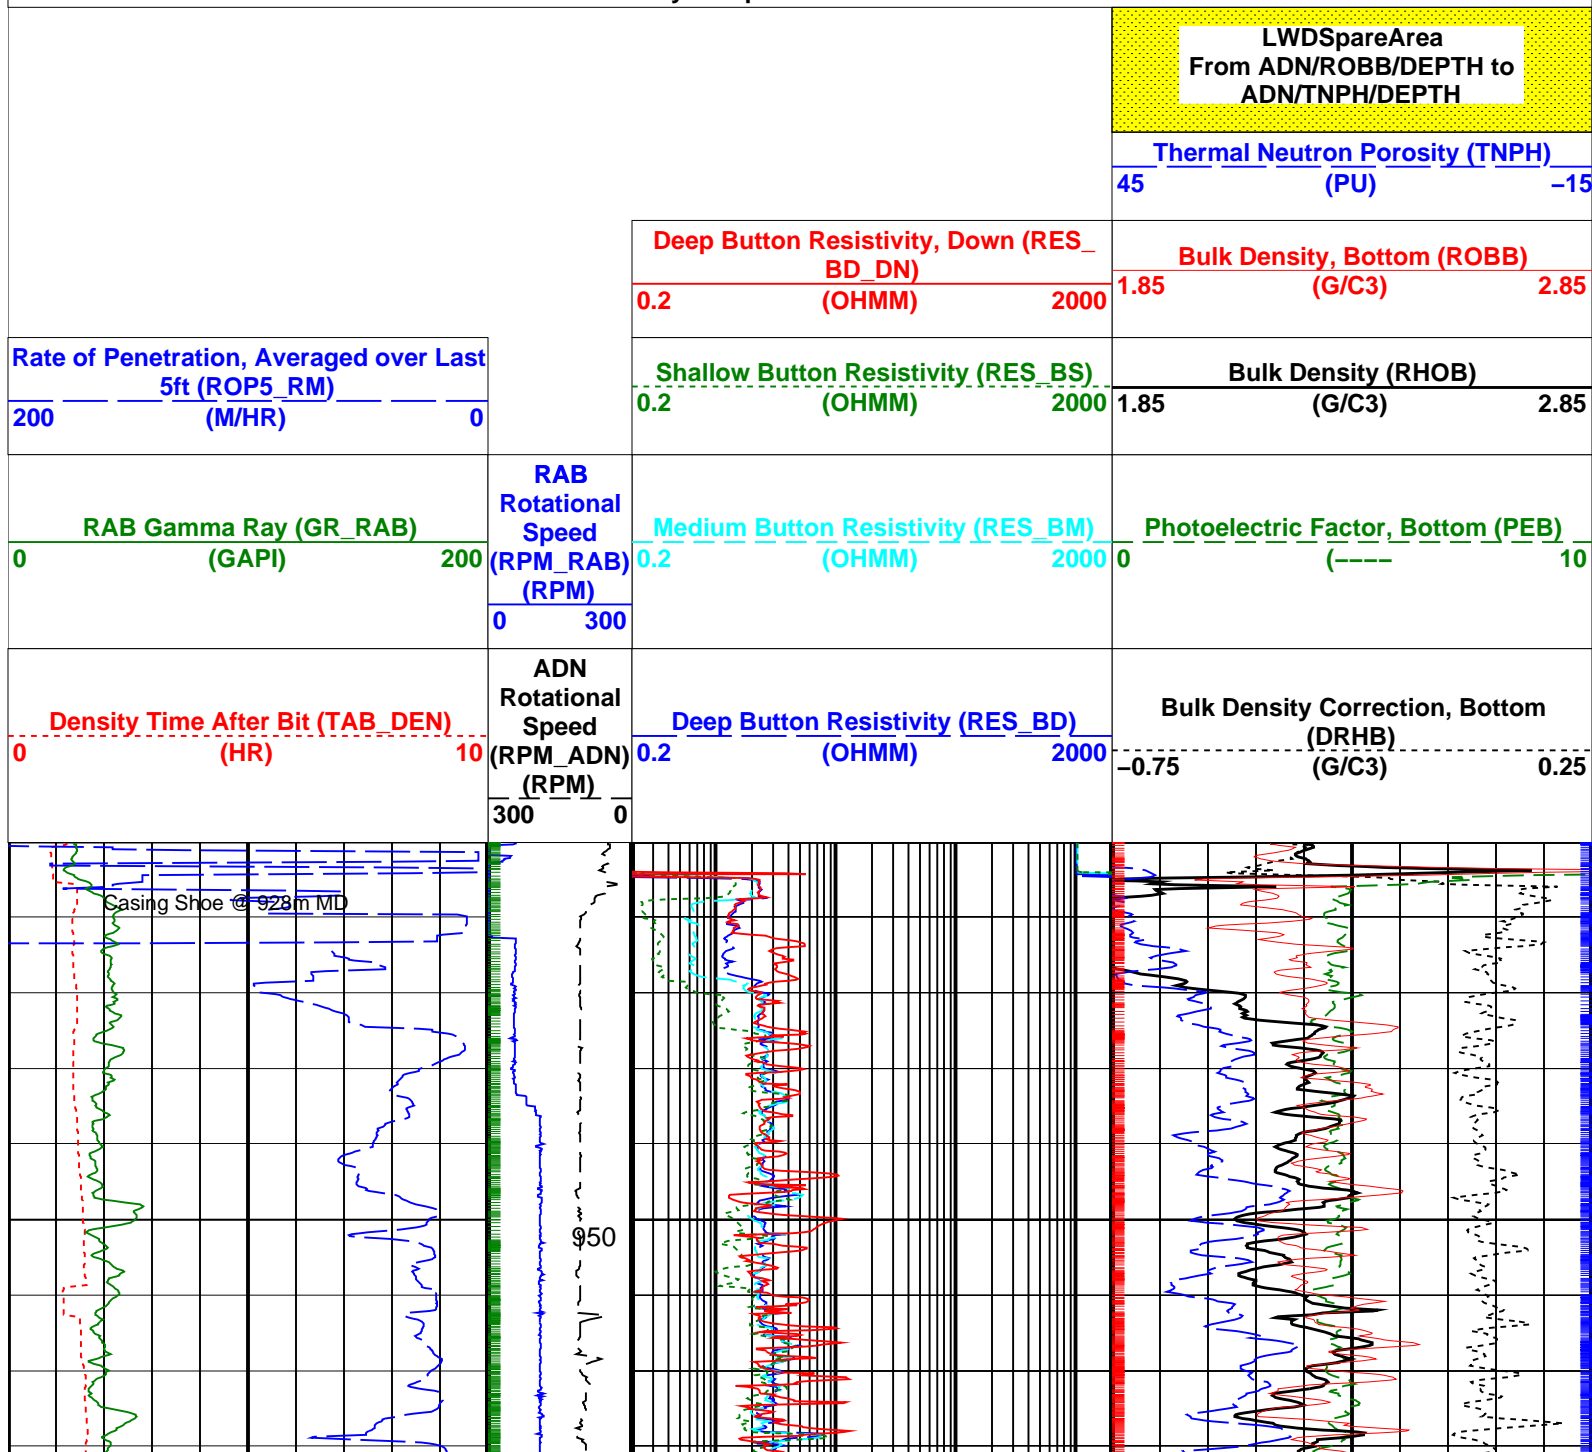 LWDSpareArea
From ADN/ROBB/DEPTH to
ADN/TNPH/DEPTH
Thermal Neutron Porosity (TNPH)
45 (PU) −15
Deep Button Resistivity, Down (RES_
BD_DN)
0.2 (OHMM) 2000
Bulk Density, Bottom (ROBB)
1.85 (G/C3) 2.85
Rate of Penetration, Averaged over Last
5ft (ROP5_RM)
200 (M/HR) 0
Shallow Button Resistivity (RES_BS)
0.2 (OHMM) 2000
Bulk Density (RHOB)
1.85 (G/C3) 2.85
RAB Gamma Ray (GR_RAB)
0 (GAPI) 200
RAB
Rotational
Speed
(RPM_RAB)
(RPM)
0 300
Medium Button Resistivity (RES_BM)
0.2 (OHMM) 2000
Photoelectric Factor, Bottom (PEB)
0 (−−−− 10
Density Time After Bit (TAB_DEN)
0 (HR) 10
ADN
Rotational
Speed
(RPM_ADN)
(RPM)
300 0
Deep Button Resistivity (RES_BD)
0.2 (OHMM) 2000
Bulk Density Correction, Bottom
(DRHB)
−0.75 (G/C3) 0.25
Casing Shoe @ 928m MD
950